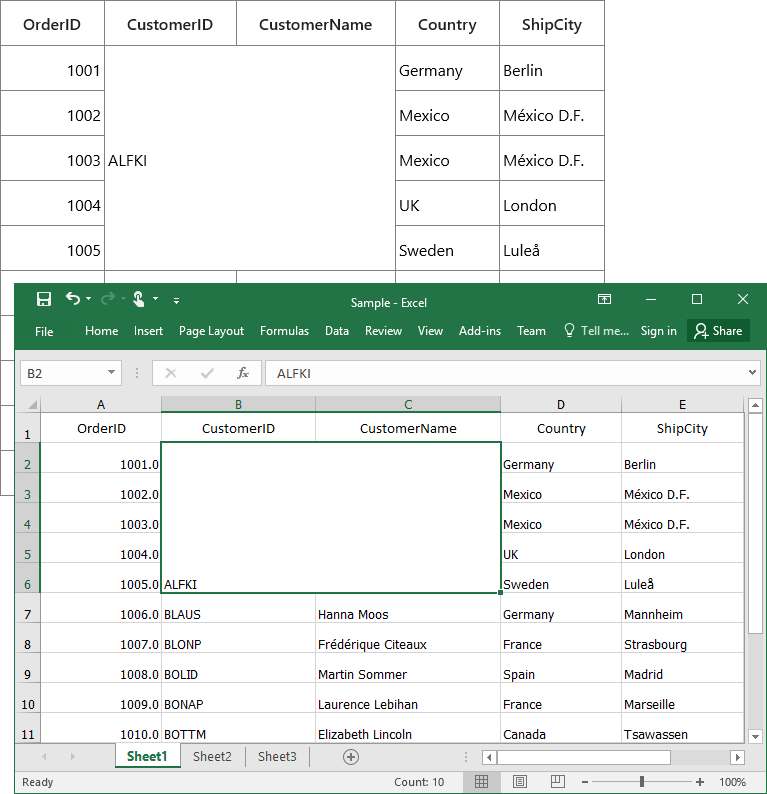 OrderID CustomerID CustomerName Country ShipCity
1001 Germany Berlin
1002 Mexico México D.F.
1003 ALFKI Mexico México D.F.
1004 UK London
1005 Sweden Luleå
Sample - Excel
File Home Insert Page Layout Formulas Data Review View Add-ins Team Tell me... Sign in Share
B2 fx ALFKI
A B C D E
1 OrderID CustomerID CustomerName Country ShipCity
2 1001.0 Germany Berlin
3 1002.0 Mexico México D.F.
4 1003.0 Mexico México D.F.
5 1004.0 UK London
6 1005.0 ALFKI Sweden Luleå
7 1006.0 BLAUS Hanna Moos Germany Mannheim
8 1007.0 BLONP Frédérique Citeaux France Strasbourg
9 1008.0 BOLID Martin Sommer Spain Madrid
10 1009.0 BONAP Laurence Lebihan France Marseille
11 1010.0 BOTTM Elizabeth Lincoln Canada Tsawassen
Sheet1 Sheet2 Sheet3
Ready Count: 10 100%